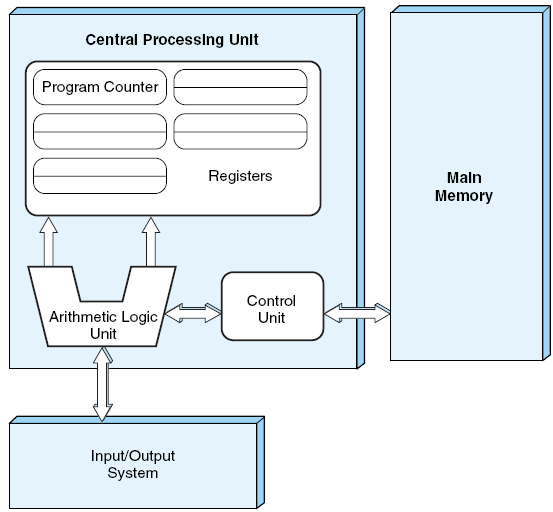 Central Processing Unit
Program Counter
Registers
Arithmetic Logic
Unit
Control
Unit
Main
Memory
Input/Output
System